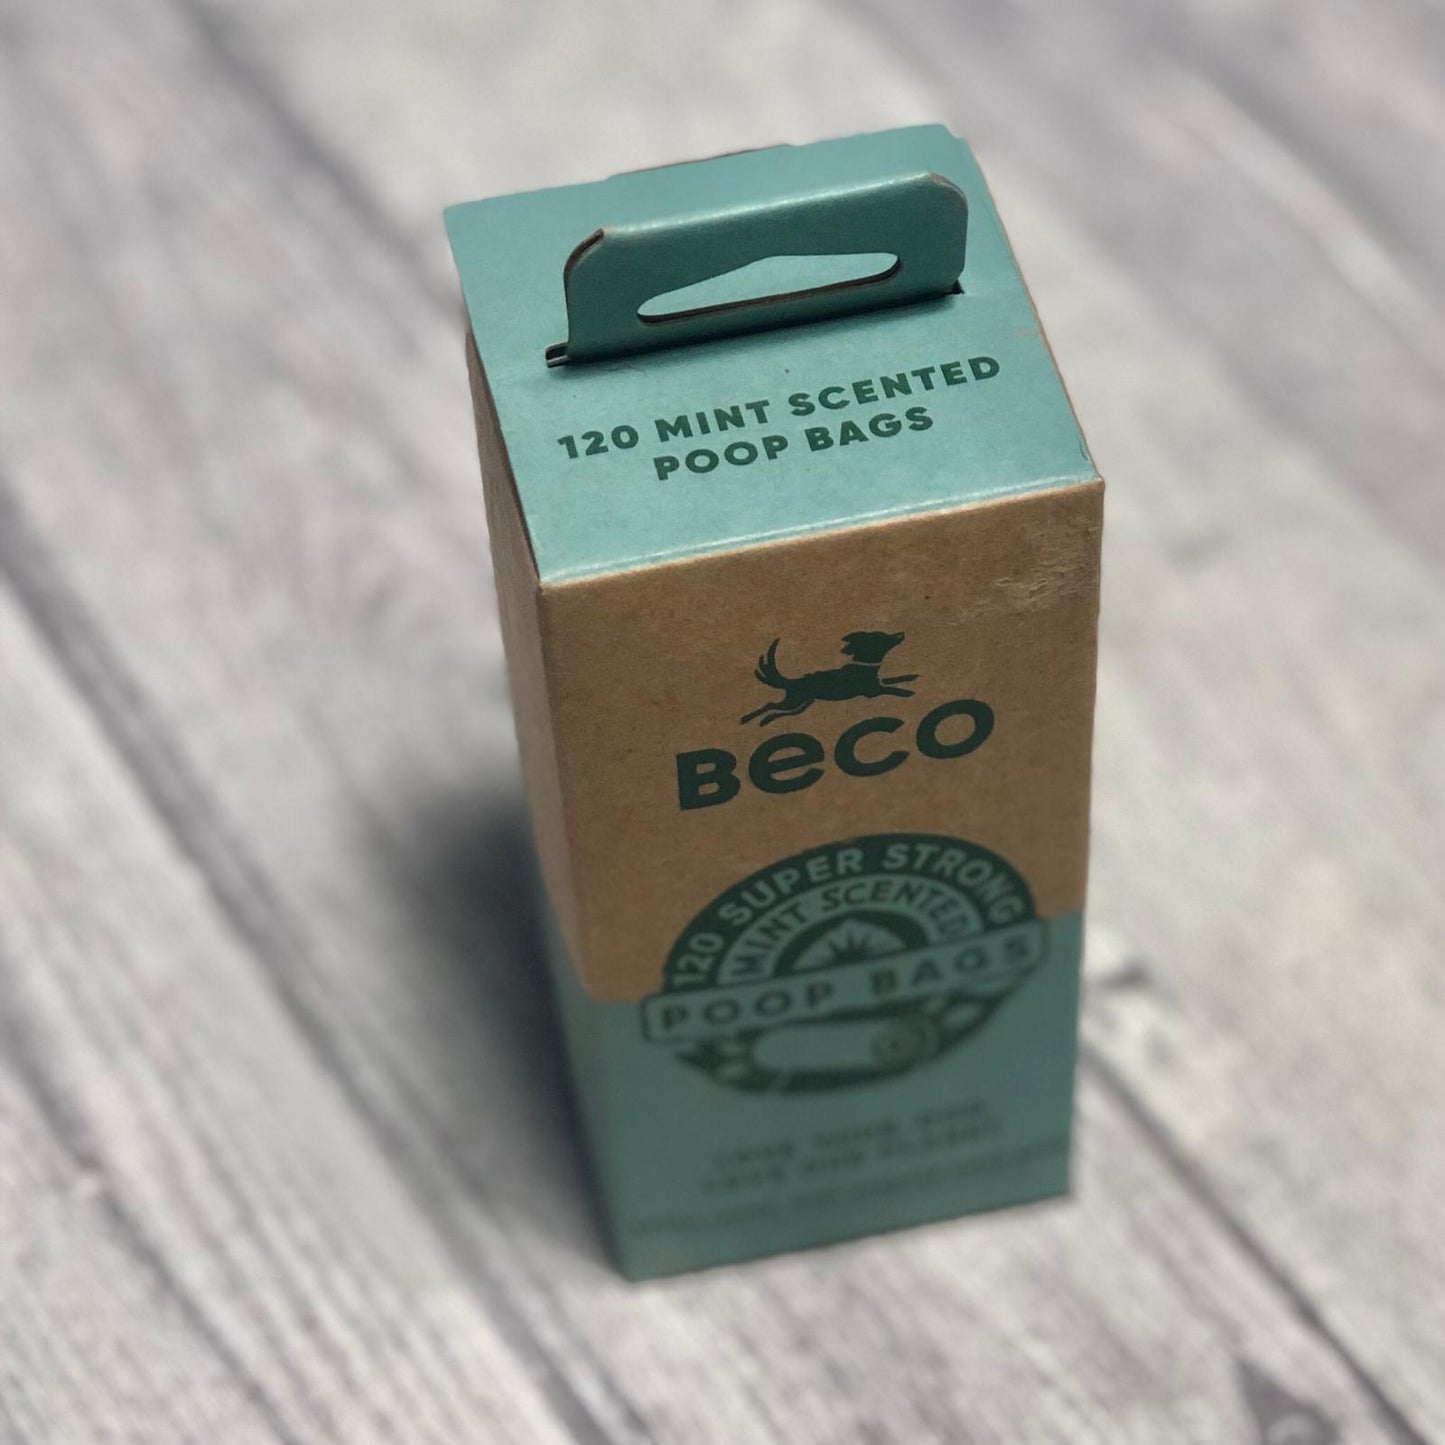 120 MINT SCENTED
POOP BAGS
Beco
120 SUPER STRONG
MINT SCENTED
POOP BAGS